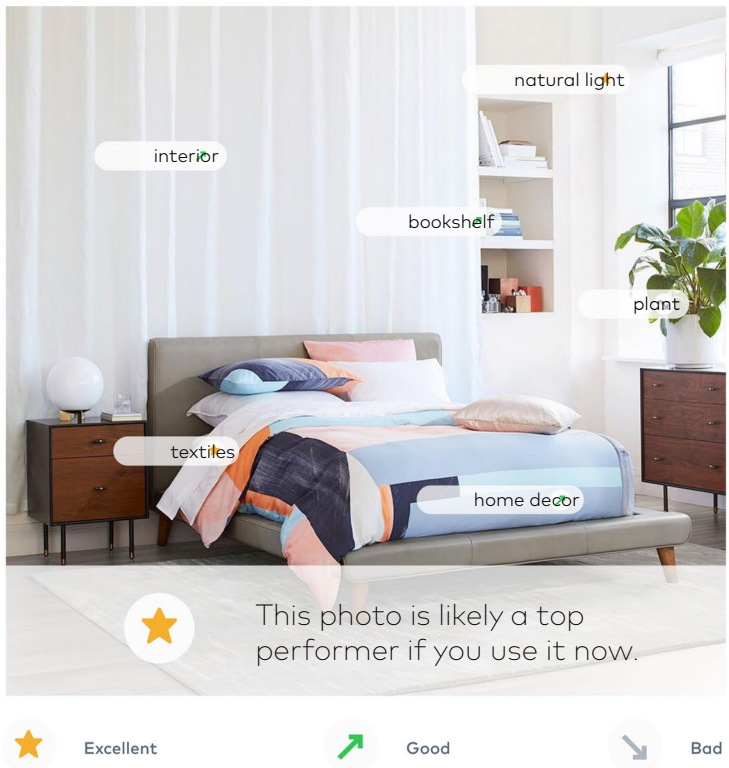 natural light
interior
bookshelf
plant
textiles
home decor
This photo is likely a top
performer if you use it now.
Excellent
Good
Bad